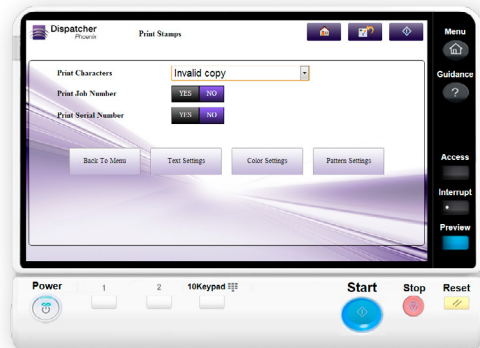 Dispatcher
Phoenix
Print Stamps
Menu
Guidance
?
Print Characters
Invalid copy
Print Job Number
YES NO
Print Serial Number
YES NO
Back To Menu
Text Settings
Color Settings
Pattern Settings
Access
Interrupt
Preview
Power
1
2
10Keypad
Start
Stop
Reset